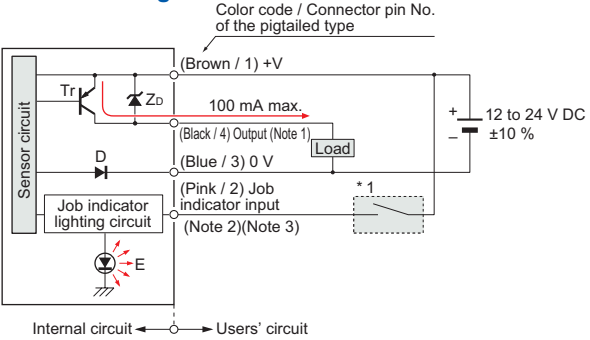 Color code / Connector pin No.
of the pigtailed type
(Brown / 1) +V
Tr
ZD
100 mA max.
(Black / 4) Output (Note 1)
Load
+
–
12 to 24 V DC
±10 %
Sensor circuit
D
(Blue / 3) 0 V
(Pink / 2) Job
indicator input
* 1
Job indicator
lighting circuit
(Note 2)(Note 3)
E
Internal circuit
Users' circuit